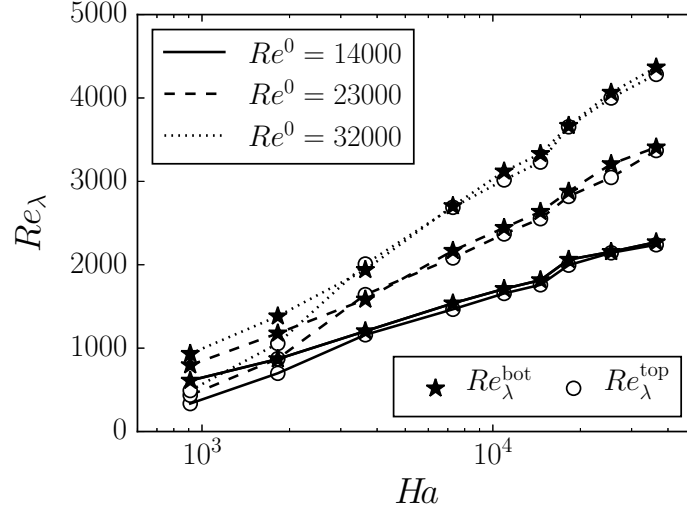 5000
4000
3000
2000
1000
0
Re_λ
Re^0 = 14000
Re^0 = 23000
Re^0 = 32000
Re_λ^bot Re_λ^top
10^3 10^4
Ha